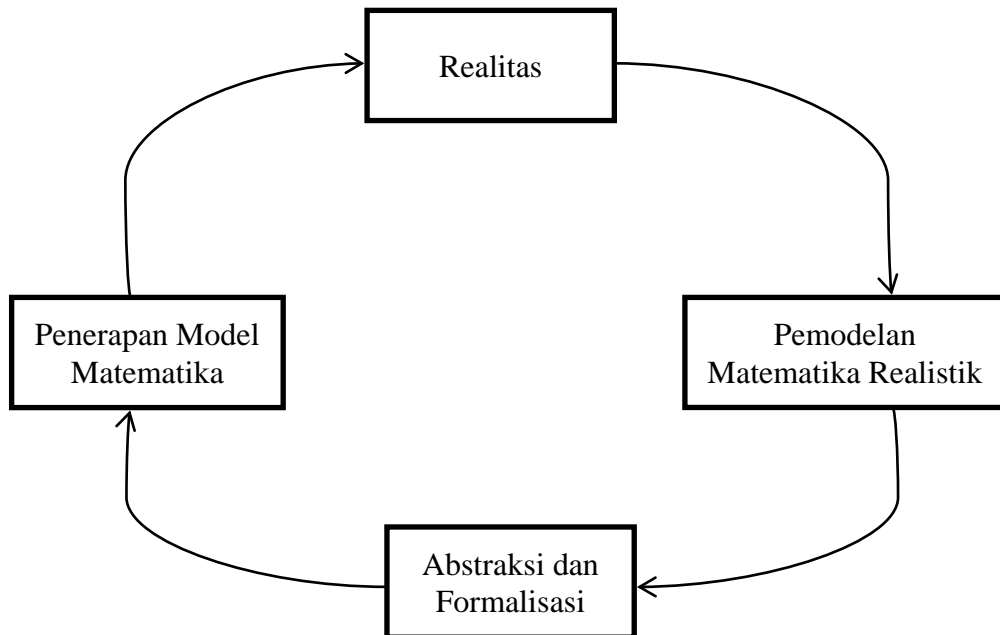 Realitas
Penerapan Model
Matematika
Pemodelan
Matematika Realistik
Abstraksi dan
Formalisasi